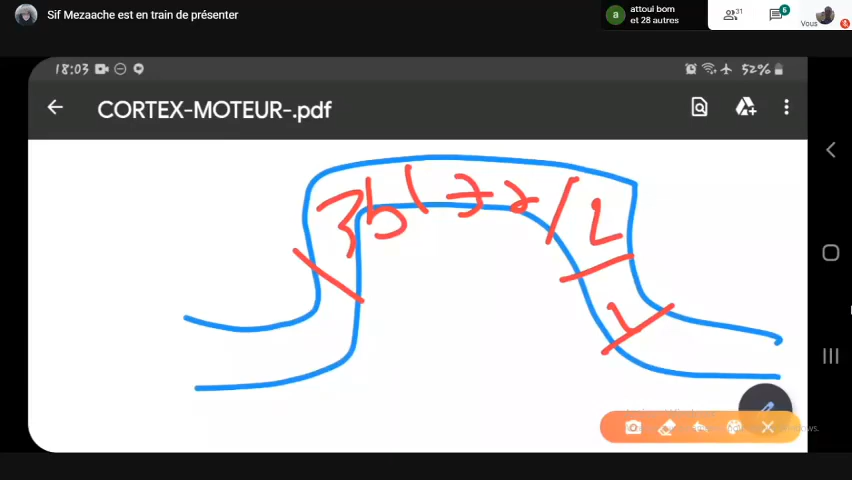 Sif Mezaache est en train de présenter
a
attoui bom
et 28 autres
31
6
Vous
18:03
52%
CORTEX-MOTEUR-.pdf
3b
2
1